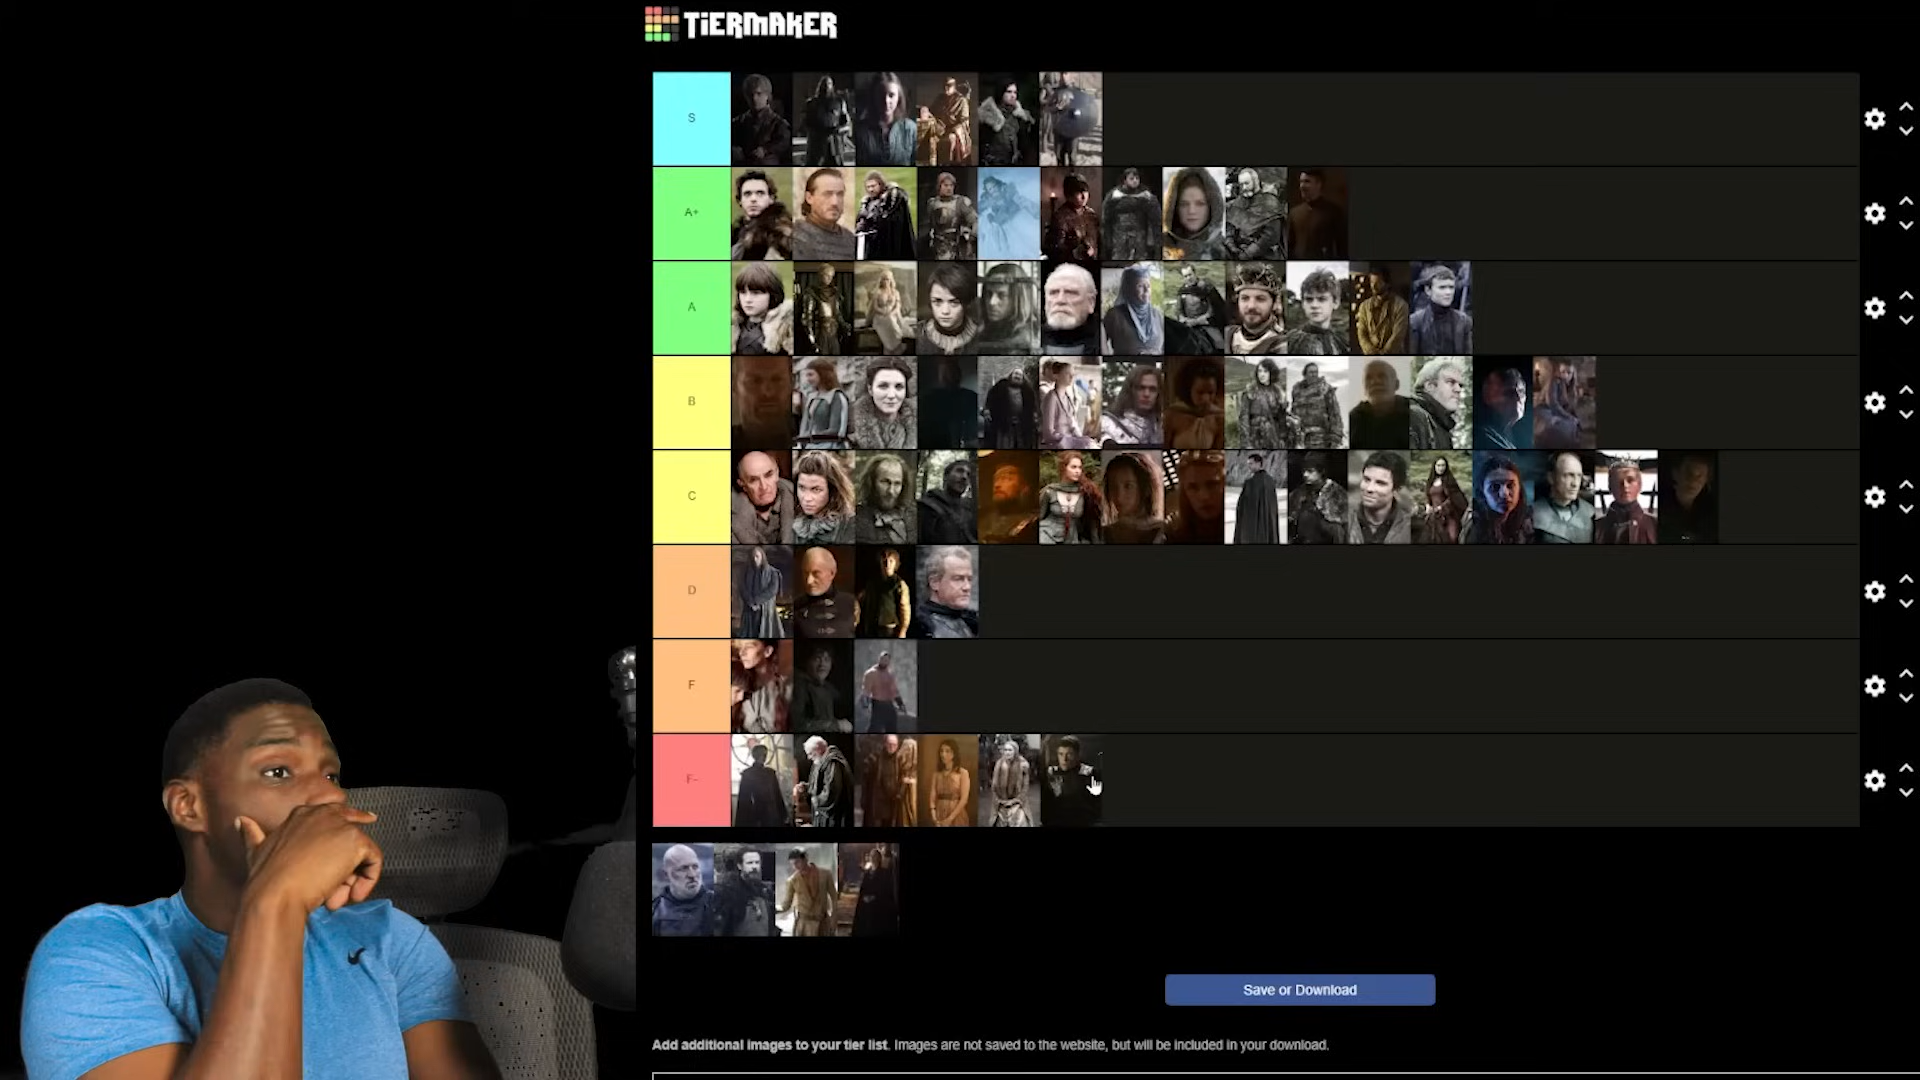 TIERMAKER
S
A+
A
B
C
D
F
F-
Save or Download
Add additional images to your tier list. Images are not saved to the website, but will be included in your download.